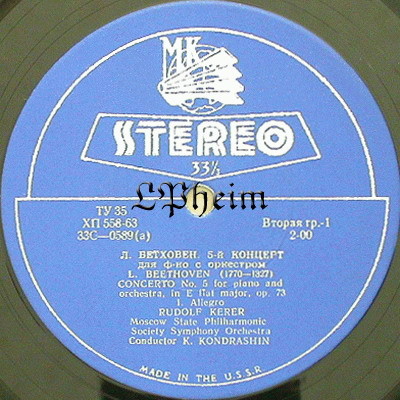 МК
STEREO
33⅓
LPheim
ТУ 35
ХП 558-63
33С—0589(а)
Вторая гр.-1
2-00
Л. БЕТХОВЕН, 5-й КОНЦЕРТ
для ф-но с оркестром
L. BEETHOVEN (1770—1827)
CONCERTO No. 5 for piano and
orchestra, in E flat major, op. 73
1. Allegro
RUDOLF KERER
Moscow State Philharmonic
Society Symphony Orchestra
Conductor K. KONDRASHIN
MADE IN THE U.S.S.R.